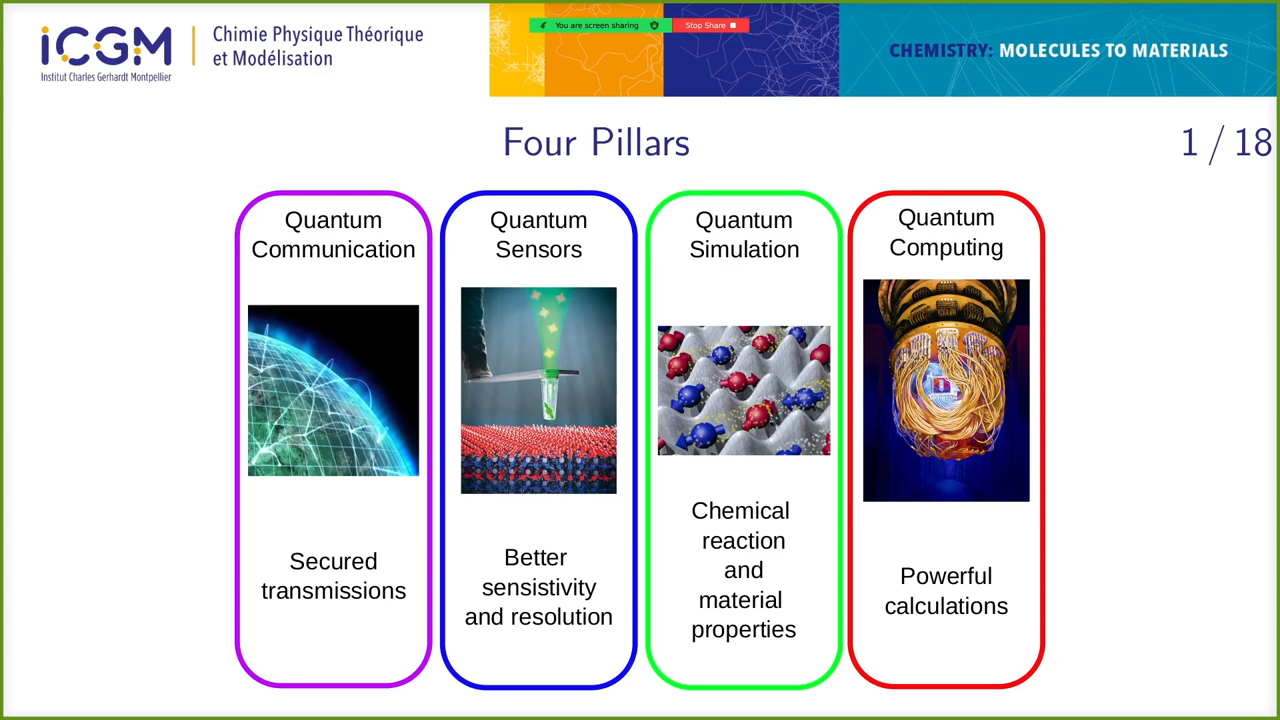 iCGM
Institut Charles Gerhardt Montpellier
Chimie Physique Théorique
et Modélisation
You are screen sharing
Stop Share
CHEMISTRY: MOLECULES TO MATERIALS
Four Pillars
1 / 18
Quantum
Communication
Secured
transmissions
Quantum
Sensors
Better
sensistivity
and resolution
Quantum
Simulation
Chemical
reaction
and
material
properties
Quantum
Computing
Powerful
calculations